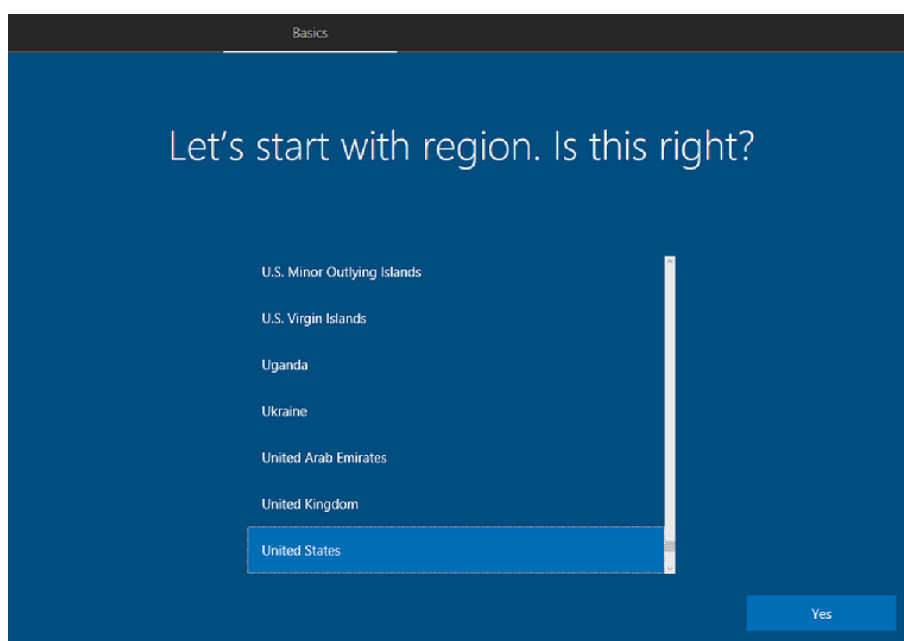 Basics
Let's start with region. Is this right?
U.S. Minor Outlying Islands
U.S. Virgin Islands
Uganda
Ukraine
United Arab Emirates
United Kingdom
United States
Yes